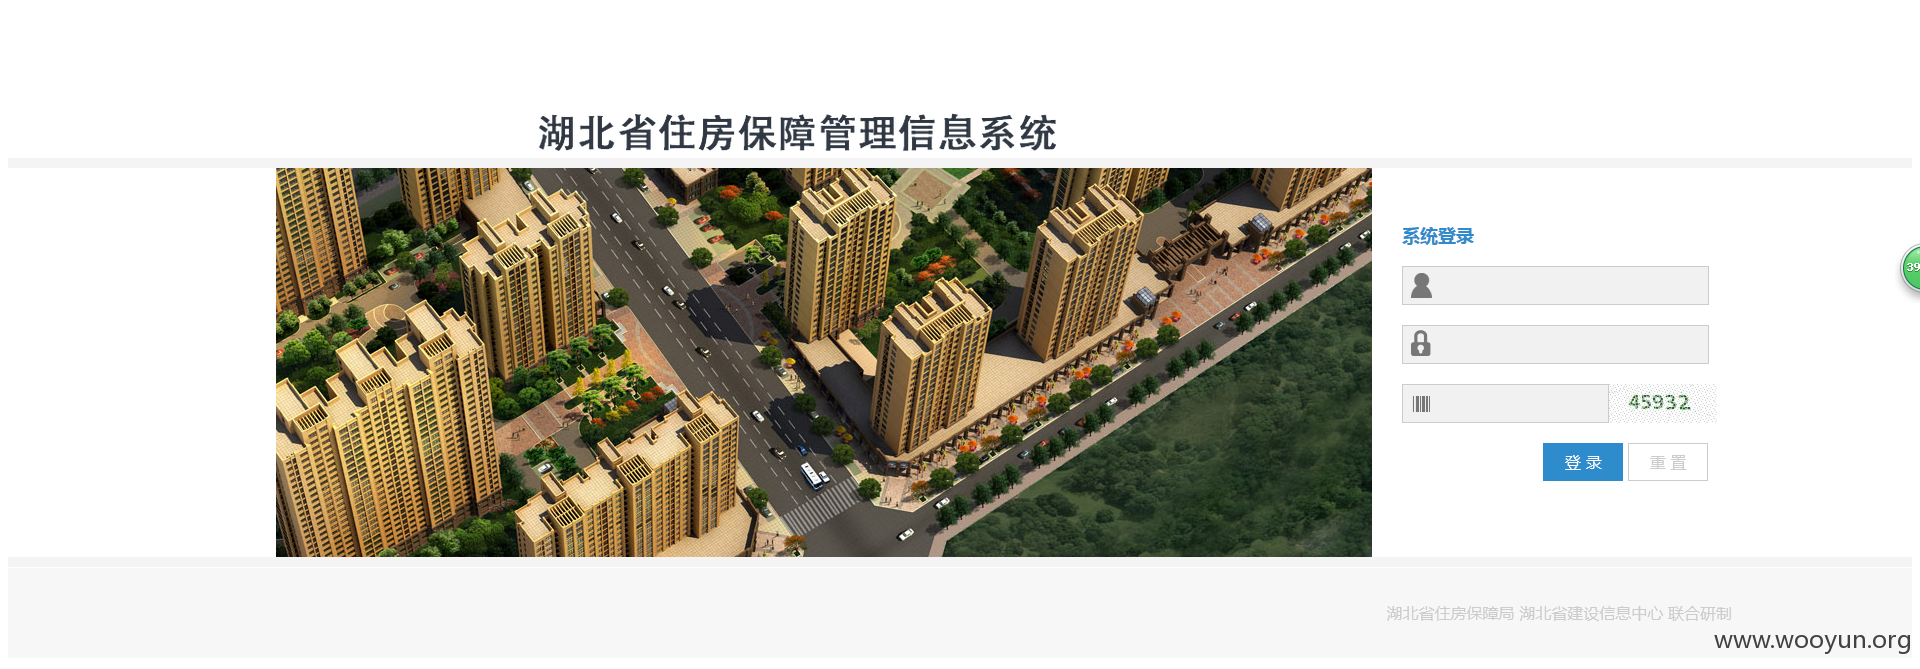 湖北省住房保障管理信息系统
系统登录
45932
登 录
重 置
39
湖北省住房保障局 湖北省建设信息中心 联合研制
www.wooyun.org